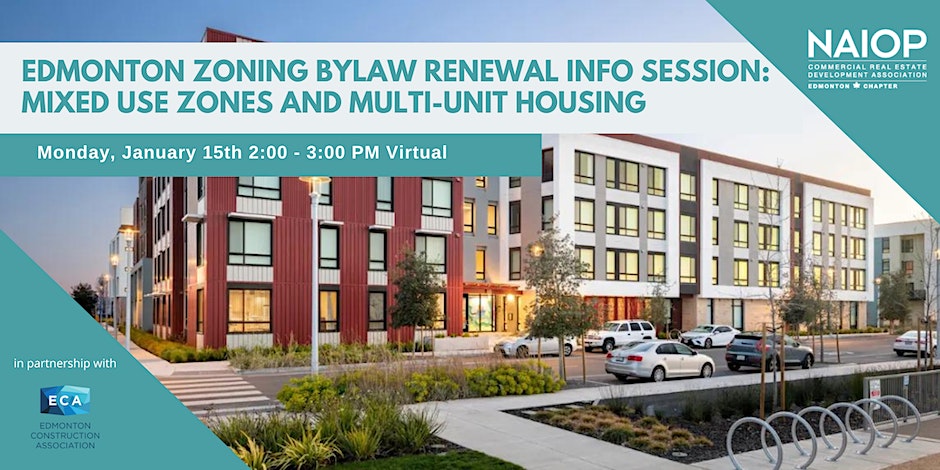 EDMONTON ZONING BYLAW RENEWAL INFO SESSION:
MIXED USE ZONES AND MULTI-UNIT HOUSING
Monday, January 15th 2:00 - 3:00 PM Virtual
NAIOP
COMMERCIAL REAL ESTATE
DEVELOPMENT ASSOCIATION
EDMONTON CHAPTER
in partnership with
ECA
EDMONTON
CONSTRUCTION
ASSOCIATION